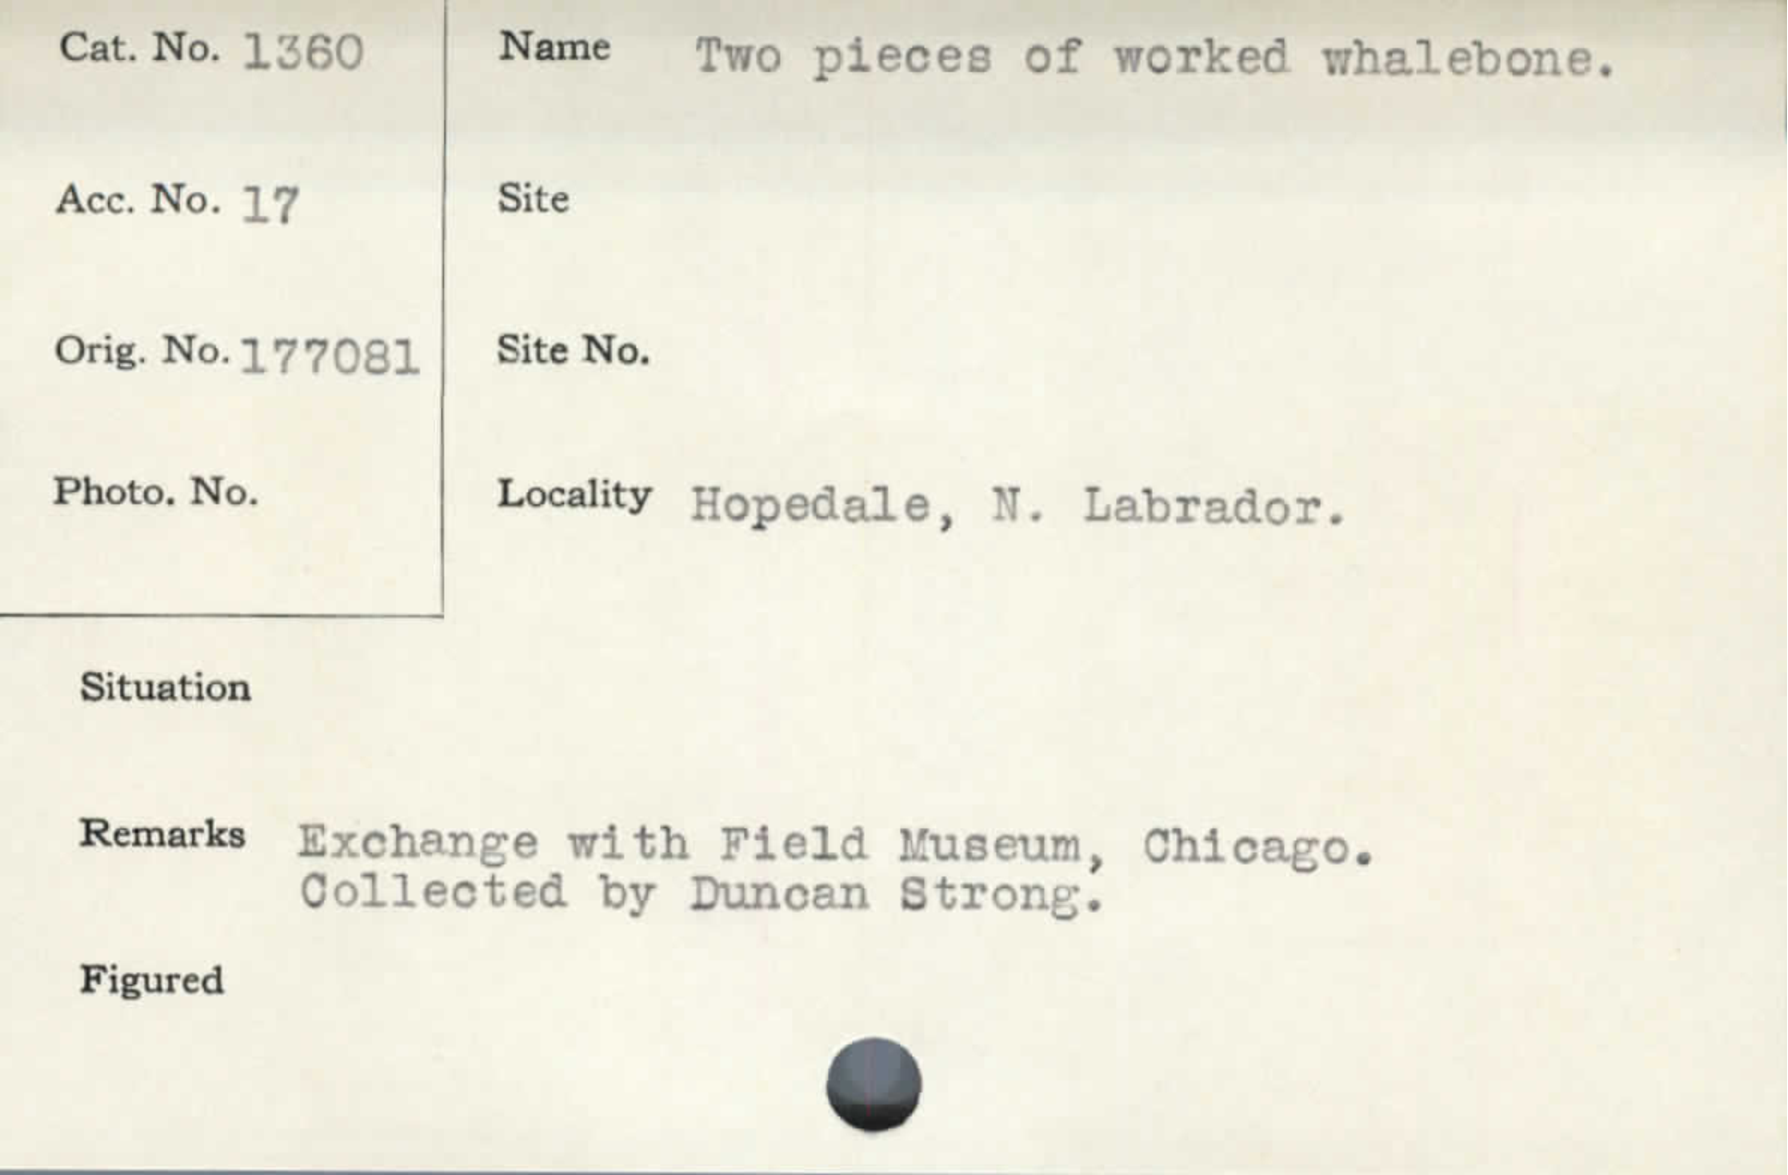 Cat. No. 1360
Name Two pieces of worked whalebone.
Acc. No. 17
Site
Orig. No. 177081
Site No.
Photo. No.
Locality Hopedale, N. Labrador.
Situation
Remarks Exchange with Field Museum, Chicago.
Collected by Duncan Strong.
Figured